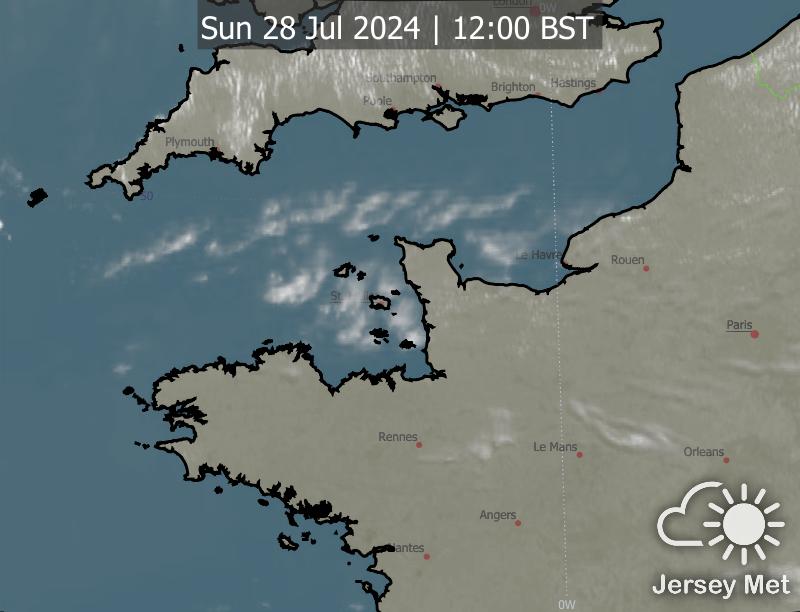 London
0W
Sun 28 Jul 2024 | 12:00 BST
Southampton
Hastings
Brighton
Poole
Plymouth
50
Le Havre
Rouen
Paris
Rennes
Le Mans
Orleans
Angers
Nantes
Jersey Met
0W